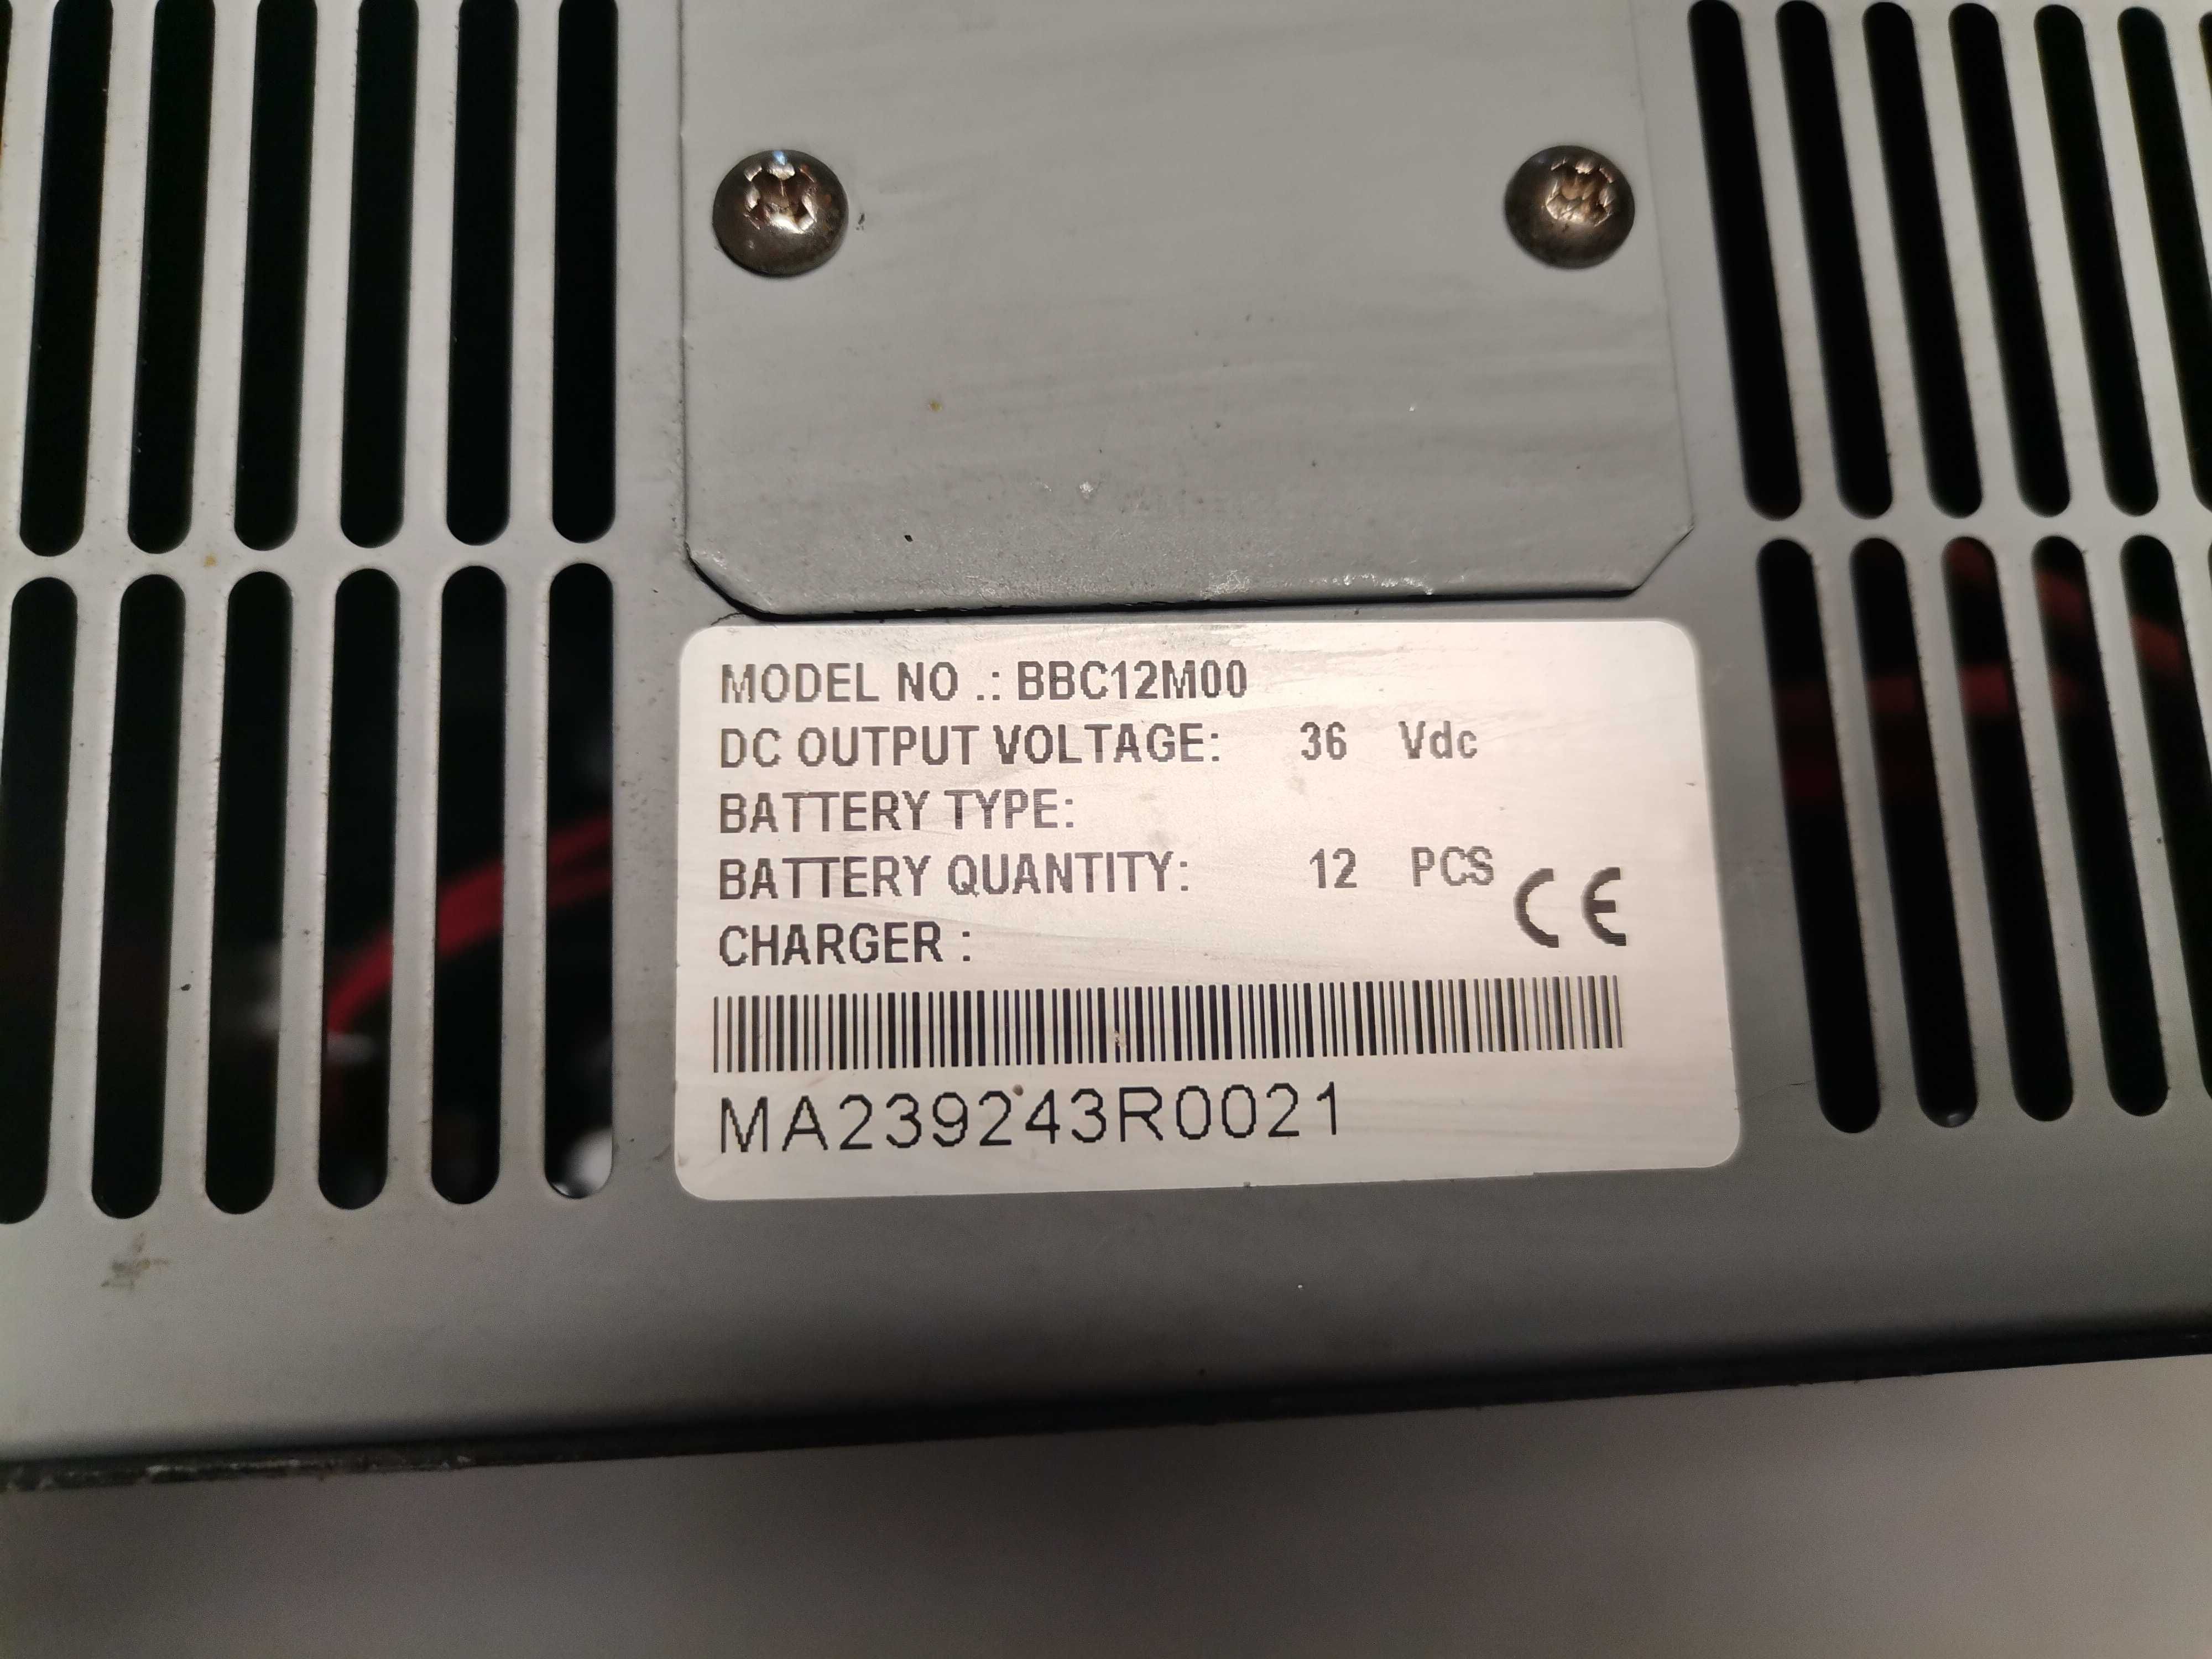 MODEL NO .: BBC12M00
DC OUTPUT VOLTAGE: 36 Vdc
BATTERY TYPE:
BATTERY QUANTITY: 12 PCS
CE
CHARGER :
MA239243R0021